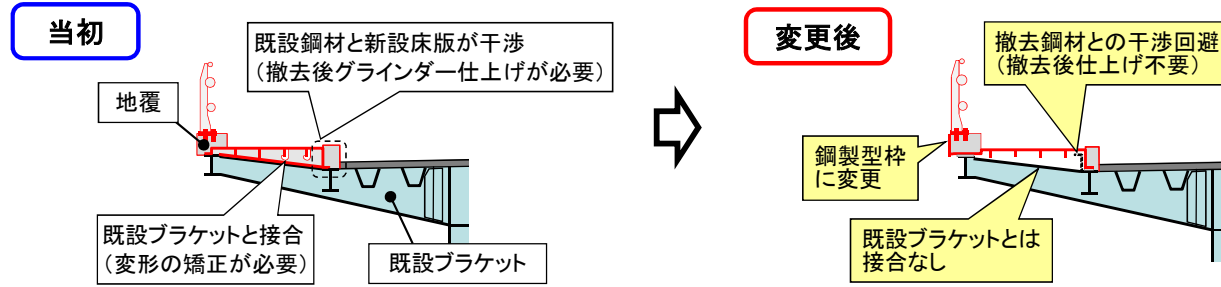 当初
既設鋼材と新設床版が干渉
（撤去後グラインダー仕上げが必要）
地覆
既設ブラケットと接合
（変形の矯正が必要）
既設ブラケット
変更後
撤去鋼材との干渉回避
（撤去後仕上げ不要）
鋼製型枠
に変更
既設ブラケットとは
接合なし